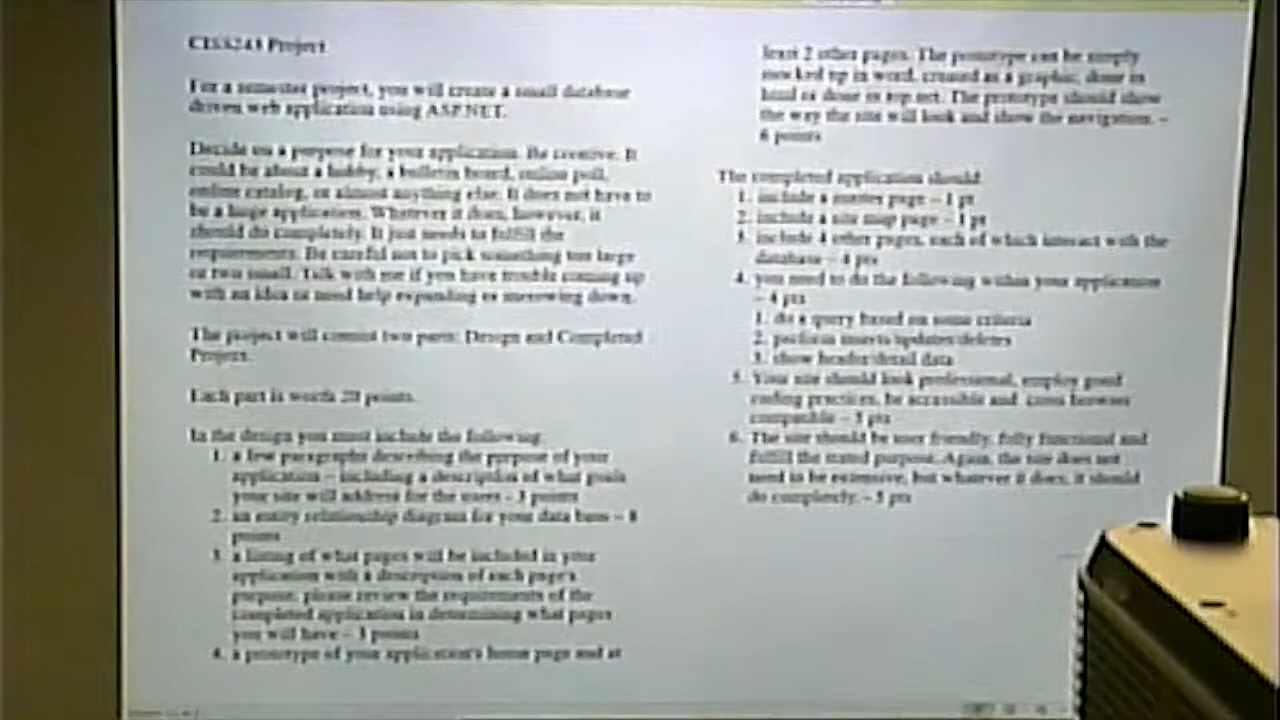 CISS243 Project
For a semester project, you will create a small database
driven web application using ASP.NET.
Decide on a purpose for your application. Be creative. It
could be about a hobby, a bulletin board, online poll,
online catalog, or almost anything else. It does not have to
be a huge application. Whatever it does, however, it
should do completely. It just needs to fulfill the
requirements. Be careful not to pick something too large
or two small. Talk with me if you have trouble coming up
with an idea or need help expanding or narrowing down.
The project will two parts: Design and Completed
Project.
Each part is worth 20 points.
In the design you must include the following:
1. a few paragraphs describing the purpose of your
application – including a description of what goals
your site will address for the users - 3 points
2. an entity relationship diagram for your data base – 8
points
3. a listing of what pages will be included in your
application with a description of each page's
purpose, please review the requirements of the
completed application in determining what pages
you will have – 3 points
4. a prototype of your application's home page and at
least 2 other pages. The prototype can be simply
mocked up in word, created as a graphic, done in
hand or done in asp.net. The prototype should show
the way the site will look and show the navigation. –
6 points
The completed application should
1. include a master page – 1 pt
2. include a site map page – 1 pt
3. include 4 other pages, each of which interact with the
database – 4 pts
4. you need to do the following within your application
– 4 pts
1. do a query based on some criteria
2. perform inserts/updates/deletes
3. show header/detail data
5. Your site should look professional, employ good
coding practices, be accessible and cross browser
compatible – 5 pts
6. The site should be user friendly, fully functional and
fulfill the stated purpose. Again, the site does not
need to be extensive, but whatever it does, it should
do completely. – 5 pts